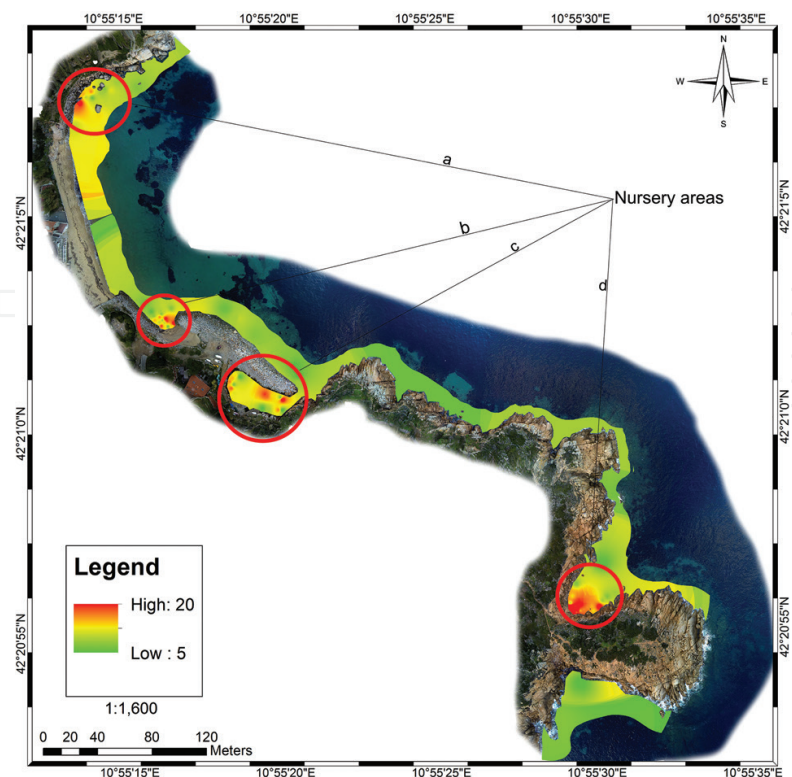 10°55'15"E 10°55'20"E 10°55'25"E 10°55'30"E 10°55'35"E
N
W E
S
a
Nursery areas
b
c
d
42°21'5"N 42°21'5"N
42°21'0"N 42°21'0"N
42°20'55"N 42°20'55"N
Legend
High: 20
Low : 5
1:1,600
0 20 40 80 120
Meters
10°55'15"E 10°55'20"E 10°55'25"E 10°55'30"E 10°55'35"E